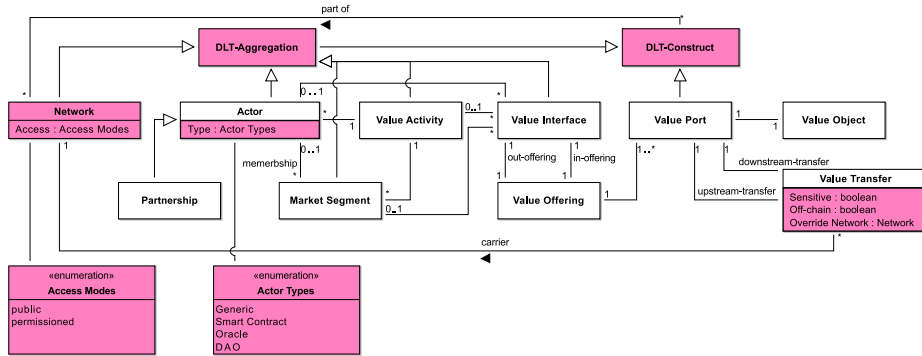 part of
*
DLT-Aggregation
DLT-Construct
*
0..1
*
Network
Access : Access Modes
Actor
Type : Actor Types
*
1
Value Activity
0..1
*
*
Value Interface
Value Port
1
1
Value Object
1
0..1
memerbship
*
1
*
0..1
out-offering
in-offering
1
1
1
1
1..*
1
1
1
downstream-transfer
upstream-transfer
1
1
Partnership
Market Segment
Value Offering
Value Transfer
Sensitive : boolean
Off-chain : boolean
Override Network : Network
*
carrier
«enumeration»
Access Modes
public
permissioned
«enumeration»
Actor Types
Generic
Smart Contract
Oracle
DAO